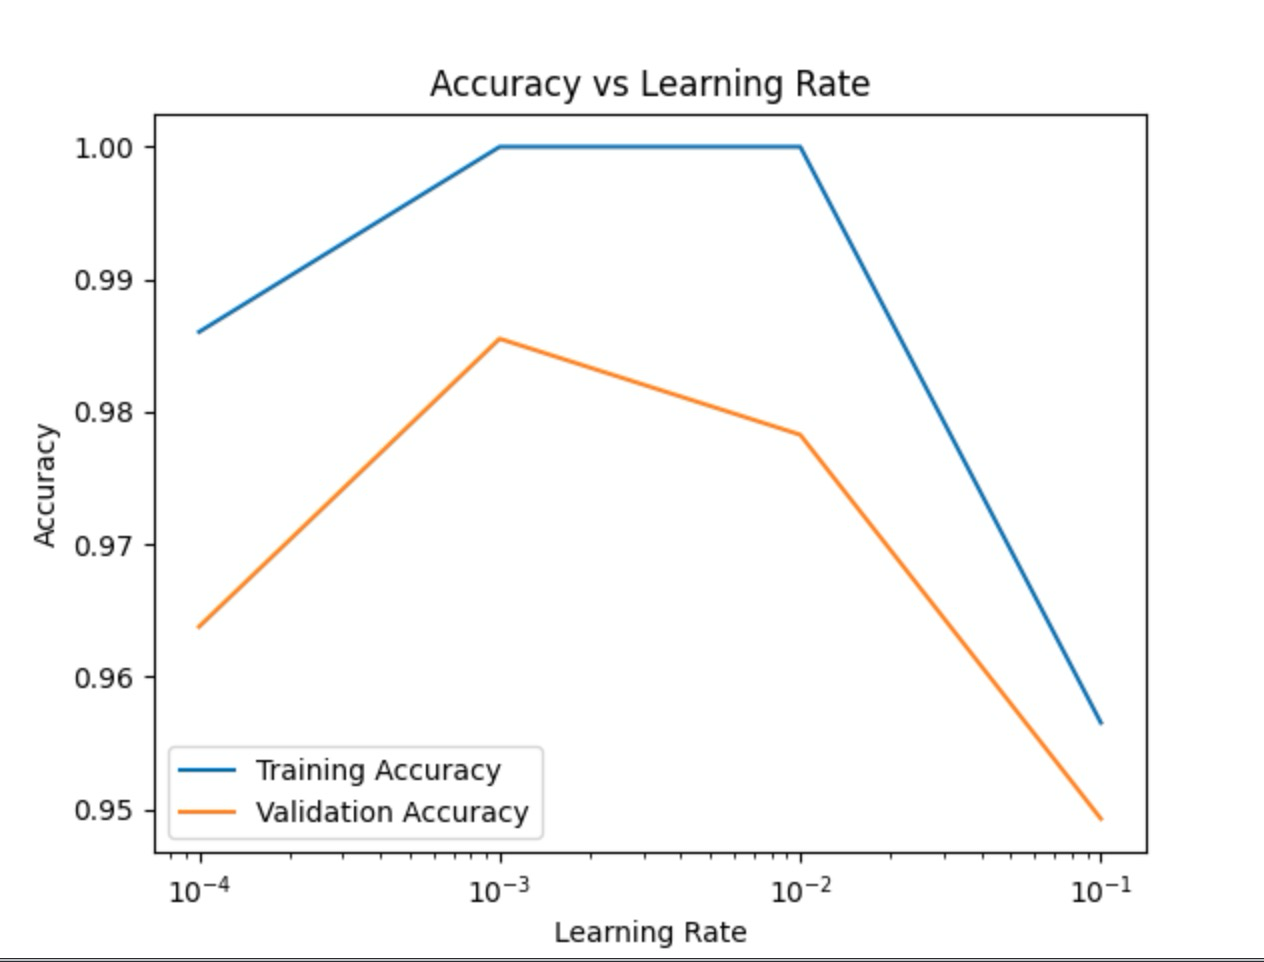 Accuracy vs Learning Rate
1.00
0.99
0.98
0.97
0.96
0.95
Accuracy
Training Accuracy
Validation Accuracy
10⁻⁴ 10⁻³ 10⁻² 10⁻¹
Learning Rate